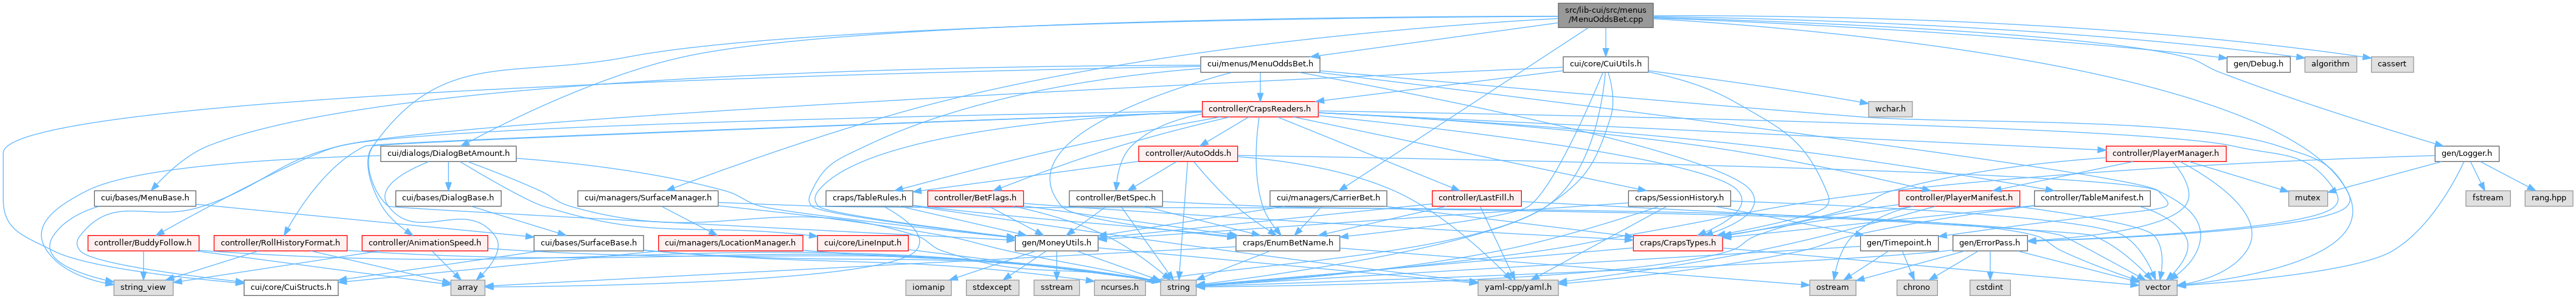 src/lib-cui/src/menus
/MenuOddsBet.cpp
cui/menus/MenuOddsBet.h
cui/core/CuiUtils.h
gen/Debug.h
algorithm
cassert
controller/CrapsReaders.h
wchar.h
cui/dialogs/DialogBetAmount.h
controller/AutoOdds.h
controller/PlayerManager.h
gen/Logger.h
cui/bases/MenuBase.h
cui/bases/DialogBase.h
cui/managers/SurfaceManager.h
craps/TableRules.h
controller/BetFlags.h
controller/BetSpec.h
cui/managers/CarrierBet.h
controller/LastFill.h
craps/SessionHistory.h
controller/PlayerManifest.h
controller/TableManifest.h
mutex
fstream
rang.hpp
controller/BuddyFollow.h
controller/RollHistoryFormat.h
controller/AnimationSpeed.h
cui/bases/SurfaceBase.h
cui/managers/LocationManager.h
cui/core/LineInput.h
gen/MoneyUtils.h
craps/EnumBetName.h
craps/CrapsTypes.h
gen/Timepoint.h
gen/ErrorPass.h
string_view
cui/core/CuiStructs.h
array
iomanip
stdexcept
sstream
ncurses.h
string
yaml-cpp/yaml.h
ostream
chrono
cstdint
vector